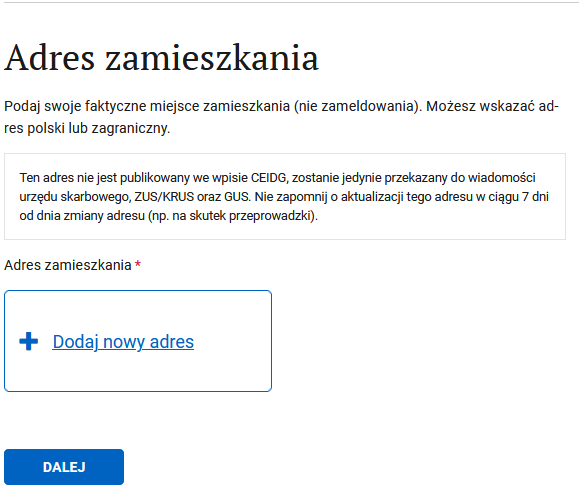 Adres zamieszkania
Podaj swoje faktyczne miejsce zamieszkania (nie zameldowania). Możesz wskazać ad-
res polski lub zagraniczny.
Ten adres nie jest publikowany we wpisie CEIDG, zostanie jedynie przekazany do wiadomości
urzędu skarbowego, ZUS/KRUS oraz GUS. Nie zapomnij o aktualizacji tego adresu w ciągu 7 dni
od dnia zmiany adresu (np. na skutek przeprowadzki).
Adres zamieszkania *
Dodaj nowy adres
DALEJ